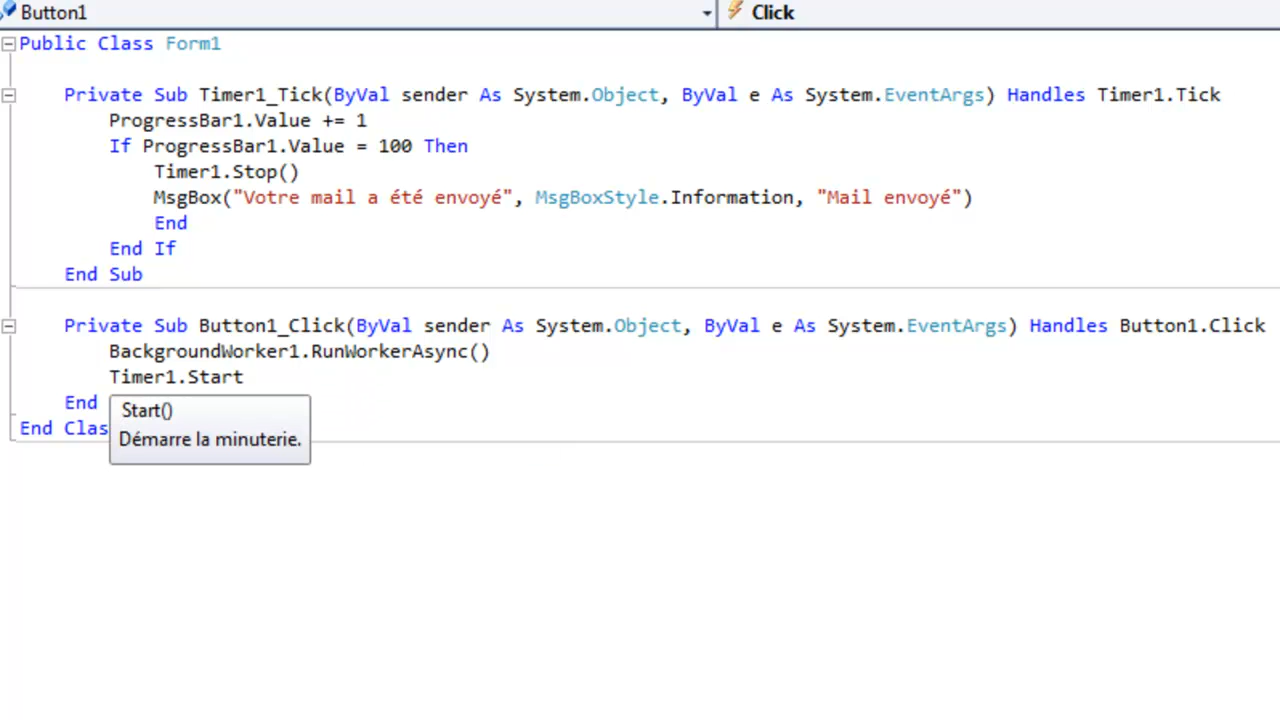 Button1 Click
Public Class Form1
Private Sub Timer1_Tick(ByVal sender As System.Object, ByVal e As System.EventArgs) Handles Timer1.Tick
ProgressBar1.Value += 1
If ProgressBar1.Value = 100 Then
Timer1.Stop()
MsgBox("Votre mail a été envoyé", MsgBoxStyle.Information, "Mail envoyé")
End
End If
End Sub
Private Sub Button1_Click(ByVal sender As System.Object, ByVal e As System.EventArgs) Handles Button1.Click
BackgroundWorker1.RunWorkerAsync()
Timer1.Start
End
Start()
End Clas
Démarre la minuterie.